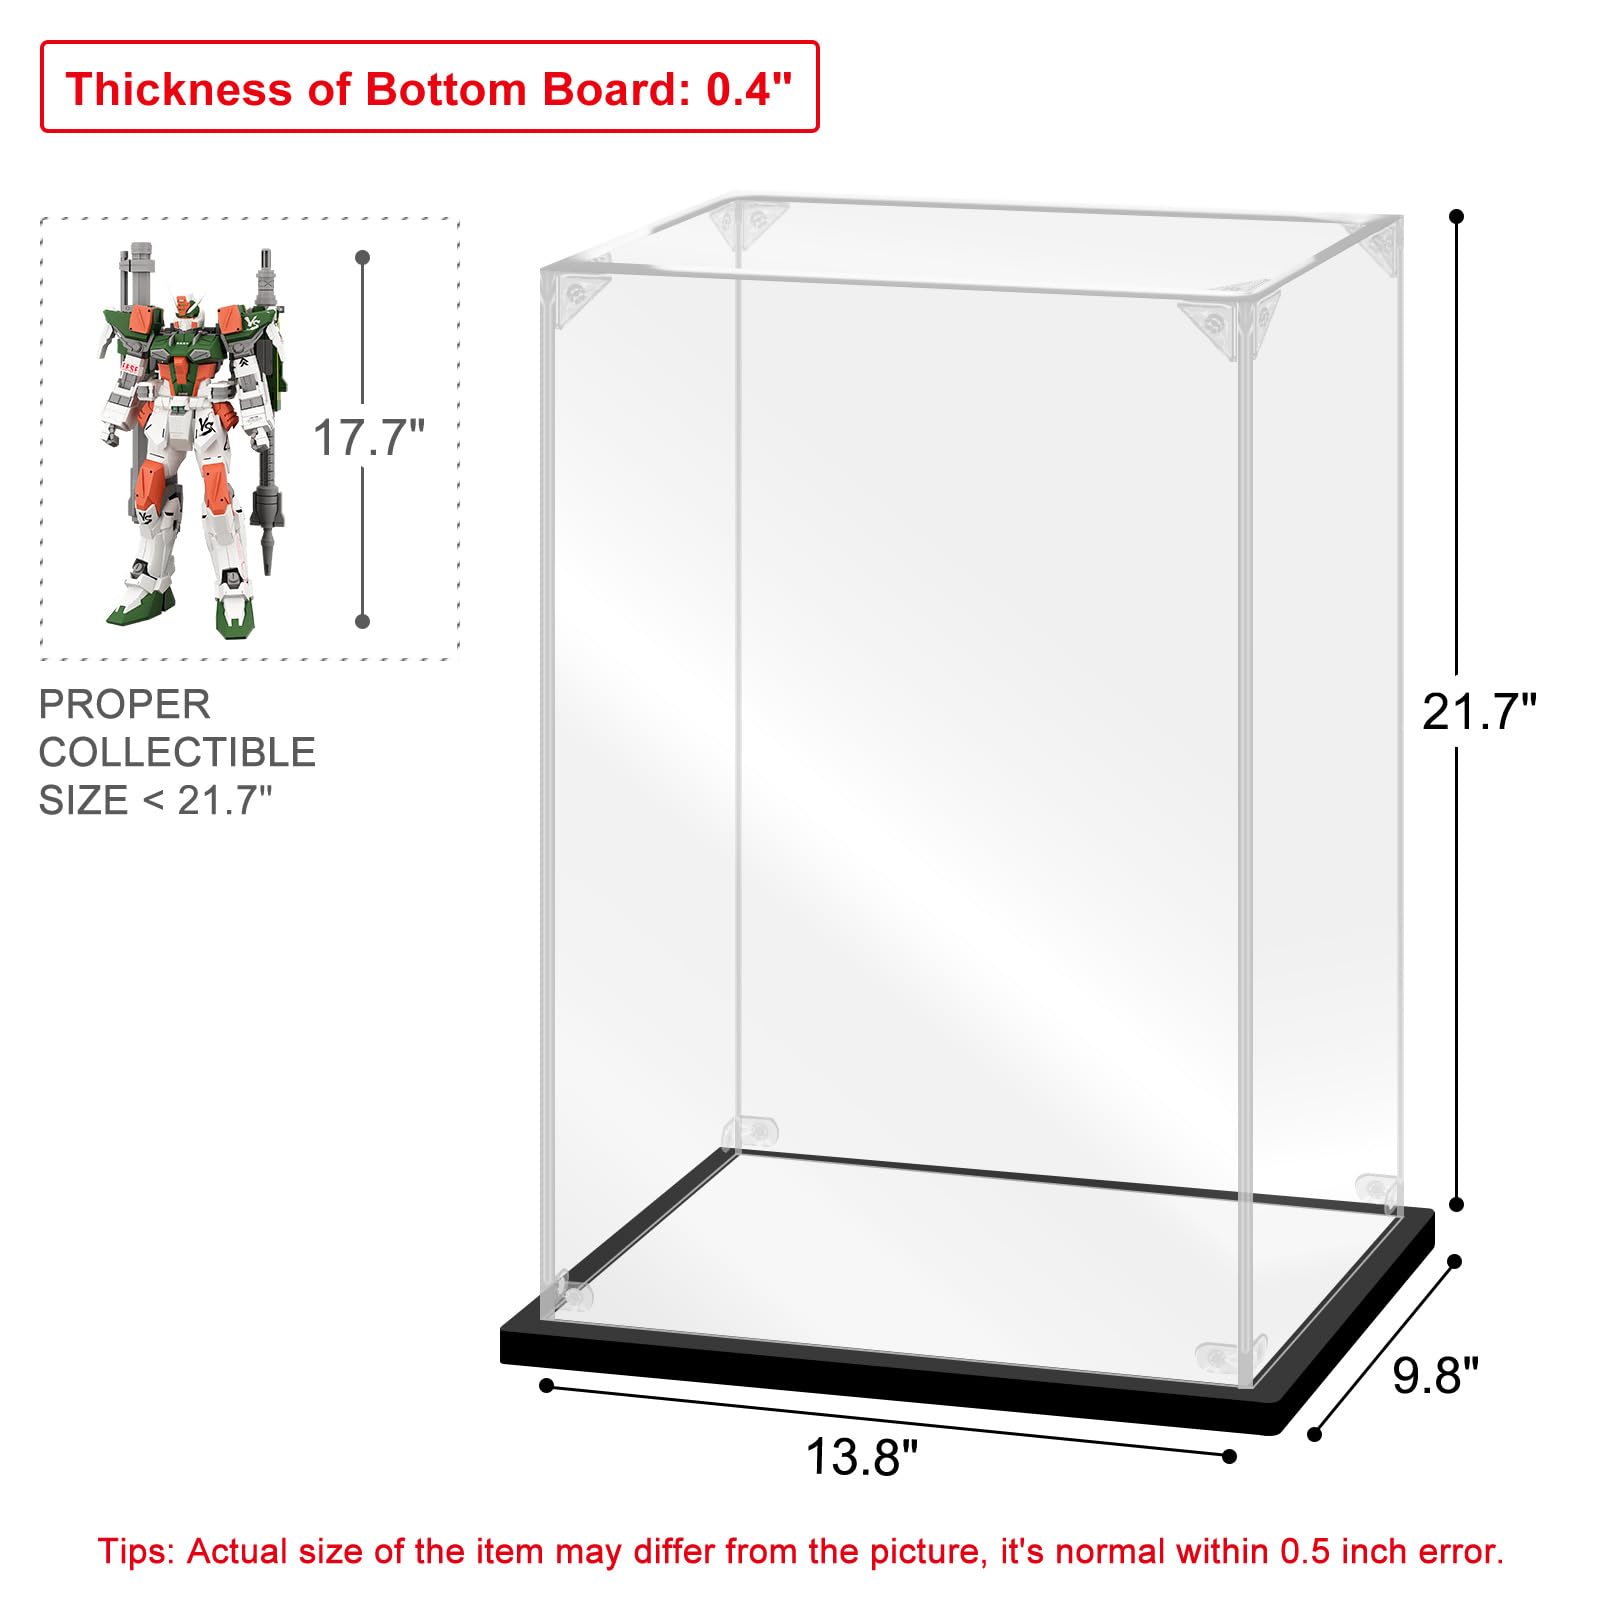 Thickness of Bottom Board: 0.4"
17.7"
PROPER
COLLECTIBLE
SIZE < 21.7"
21.7"
9.8"
13.8"
Tips: Actual size of the item may differ from the picture, it's normal within 0.5 inch error.